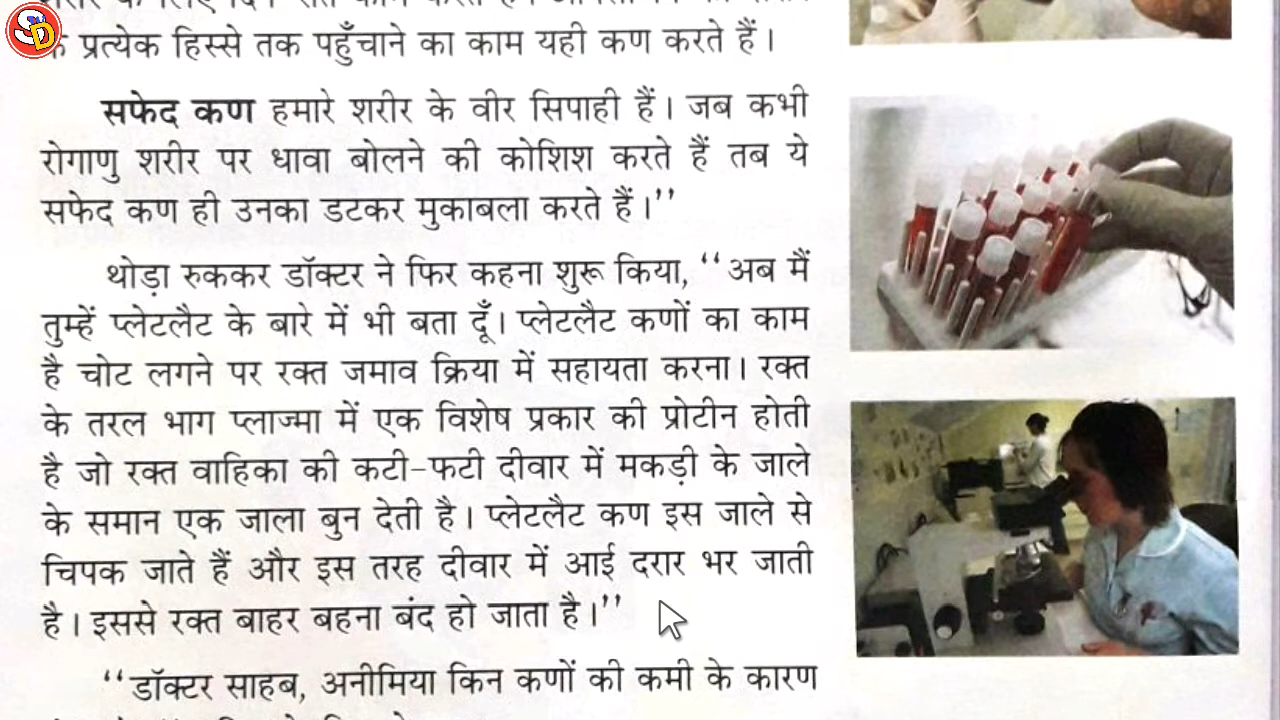 के प्रत्येक हिस्से तक पहुँचाने का काम यही कण करते हैं।
सफेद कण हमारे शरीर के वीर सिपाही हैं। जब कभी
रोगाणु शरीर पर धावा बोलने की कोशिश करते हैं तब ये
सफेद कण ही उनका डटकर मुकाबला करते हैं।”
थोड़ा रुककर डॉक्टर ने फिर कहना शुरू किया, “अब मैं
तुम्हें प्लेटलैट के बारे में भी बता दूँ। प्लेटलैट कणों का काम
है चोट लगने पर रक्त जमाव क्रिया में सहायता करना। रक्त
के तरल भाग प्लाज्मा में एक विशेष प्रकार की प्रोटीन होती
है जो रक्त वाहिका की कटी-फटी दीवार में मकड़ी के जाले
के समान एक जाला बुन देती है। प्लेटलैट कण इस जाले से
चिपक जाते हैं और इस तरह दीवार में आई दरार भर जाती
है। इससे रक्त बाहर बहना बंद हो जाता है।”
“डॉक्टर साहब, अनीमिया किन कणों की कमी के कारण